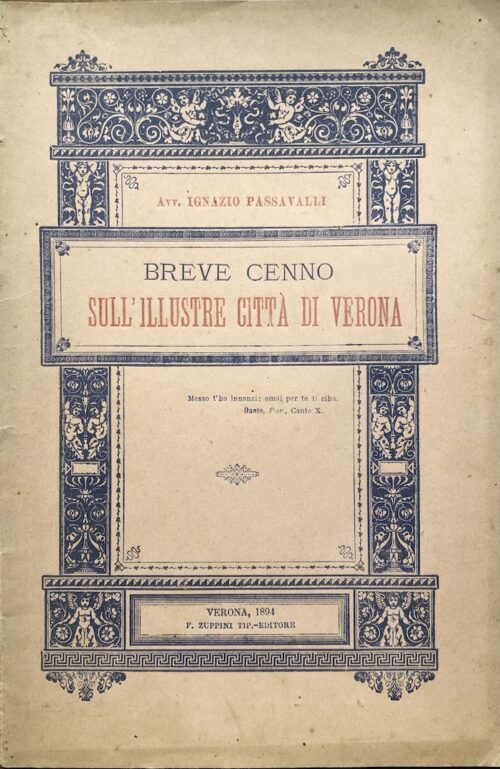 Avv. IGNAZIO PASSAVALLI
BREVE CENNO
SULL'ILLUSTRE CITTÀ DI VERONA
Messo t'ho innanzi: omai per te ti ciba.
Dante, Par., Canto X.
VERONA, 1894
F. ZUPPINI TIP.-EDITORE